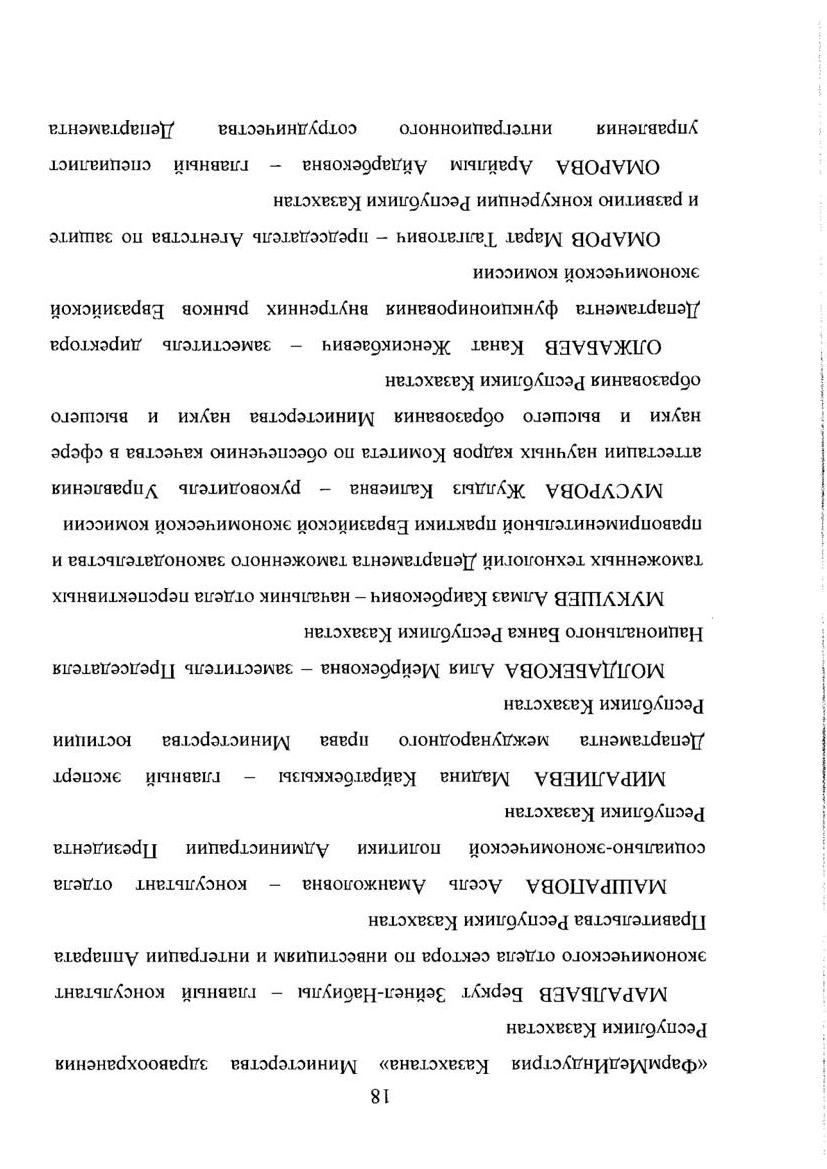 18
«ФармМедИндустрия Казахстана» Министерства здравоохранения
Республики Казахстан
МАРАЛБАЕВ Беркут Зейнел-Набиулы – главный консультант
экономического отдела сектора по инвестициям и интеграции Аппарата
Правительства Республики Казахстан
МАШРАПОВА Асель Аманжоловна – консультант отдела
социально-экономической политики Администрации Президента
Республики Казахстан
МИРАЛИЕВА Мадина Кайратбеккызы – главный эксперт
Департамента международного права Министерства юстиции
Республики Казахстан
МОЛДАБЕКОВА Алия Мейрбековна – заместитель Председателя
Национального Банка Республики Казахстан
МУКУШЕВ Алмаз Каирбекович – начальник отдела перспективных
таможенных технологий Департамента таможенного законодательства и
правоприменительной практики Евразийской экономической комиссии
МУСУРОВА Жулдыз Калиевна – руководитель Управления
аттестации научных кадров Комитета по обеспечению качества в сфере
науки и высшего образования Министерства науки и высшего
образования Республики Казахстан
ОЛЖАБАЕВ Канат Женсикбаевич – заместитель директора
Департамента функционирования внутренних рынков Евразийской
экономической комиссии
ОМАРОВ Марат Талгатович – председатель Агентства по защите
и развитию конкуренции Республики Казахстан
ОМАРОВА Арайлым Айдарбековна – главный специалист
управления интеграционного сотрудничества Департамента